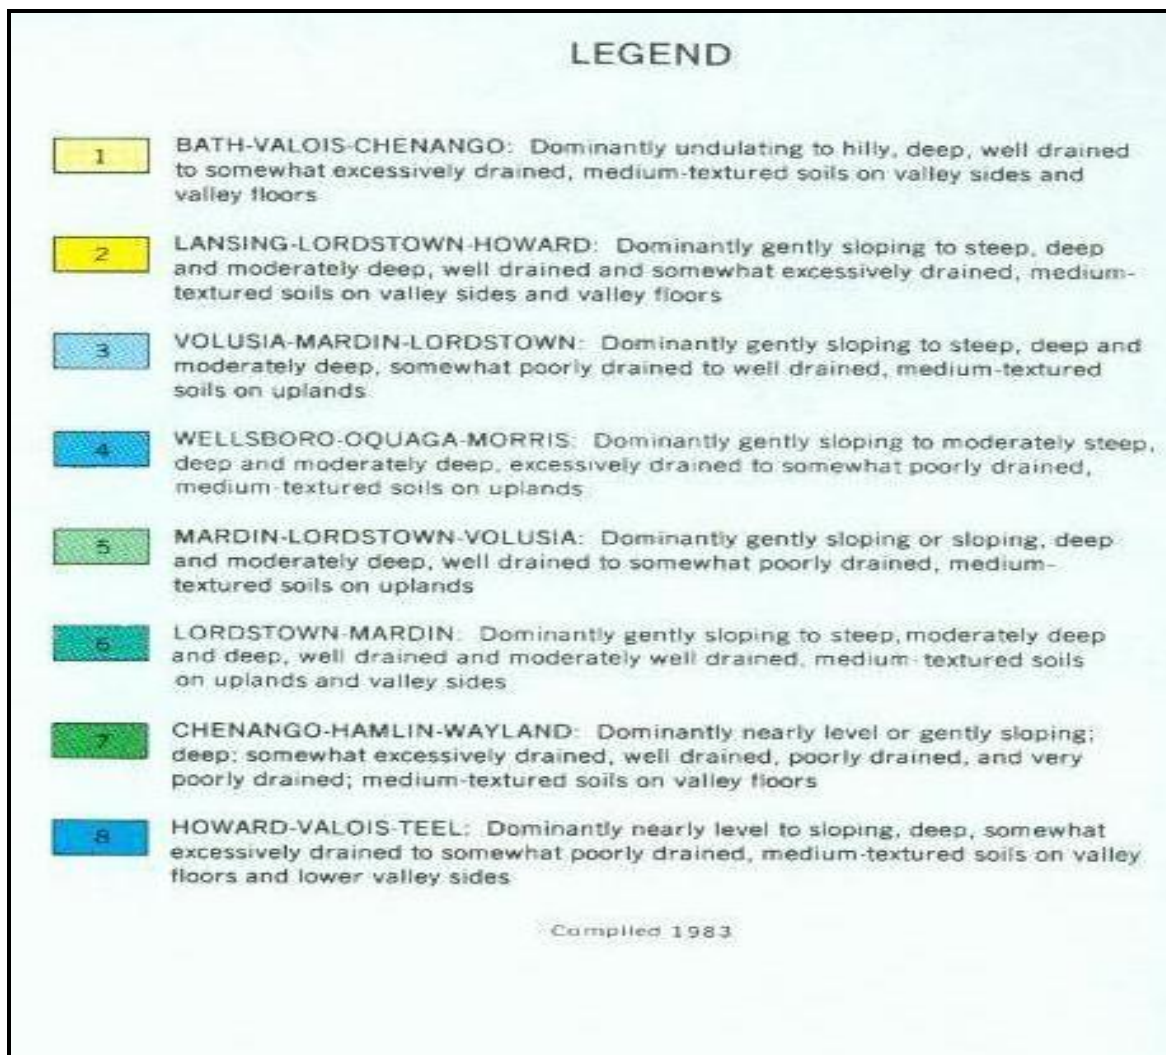 LEGEND
1
BATH-VALOIS-CHENANGO: Dominantly undulating to hilly, deep, well drained
to somewhat excessively drained, medium-textured soils on valley sides and
valley floors
2
LANSING-LORDSTOWN-HOWARD: Dominantly gently sloping to steep, deep
and moderately deep, well drained and somewhat excessively drained, medium-
textured soils on valley sides and valley floors
3
VOLUSIA-MARDIN-LORDSTOWN: Dominantly gently sloping to steep, deep and
moderately deep, somewhat poorly drained to well drained, medium-textured
soils on uplands
4
WELLSBORO-OQUAGA-MORRIS: Dominantly gently sloping to moderately steep,
deep and moderately deep, excessively drained to somewhat poorly drained,
medium-textured soils on uplands
5
MARDIN-LORDSTOWN-VOLUSIA: Dominantly gently sloping or sloping, deep
and moderately deep, well drained to somewhat poorly drained, medium-
textured soils on uplands
6
LORDSTOWN-MARDIN: Dominantly gently sloping to steep, moderately deep
and deep, well drained and moderately well drained, medium-textured soils
on uplands and valley sides
7
CHENANGO-HAMLIN-WAYLAND: Dominantly nearly level or gently sloping;
deep; somewhat excessively drained, well drained, poorly drained, and very
poorly drained; medium-textured soils on valley floors
8
HOWARD-VALOIS-TEEL: Dominantly nearly level to sloping, deep, somewhat
excessively drained to somewhat poorly drained, medium-textured soils on valley
floors and lower valley sides
Compiled 1983